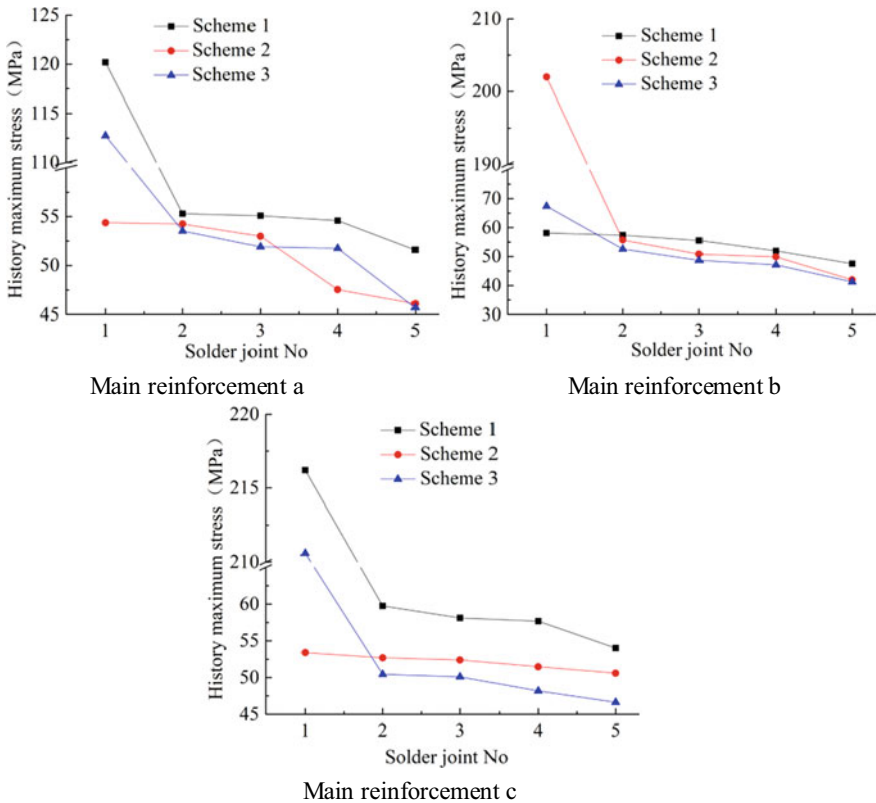 History maximum stress（MPa）
125
120
115
110
55
50
45
Scheme 1
Scheme 2
Scheme 3
1 2 3 4 5
Solder joint No
Main reinforcement a
History maximum stress（MPa）
210
200
190
70
60
50
40
30
Scheme 1
Scheme 2
Scheme 3
1 2 3 4 5
Solder joint No
Main reinforcement b
History maximum stress（MPa）
220
215
210
60
55
50
45
Scheme 1
Scheme 2
Scheme 3
1 2 3 4 5
Solder joint No
Main reinforcement c